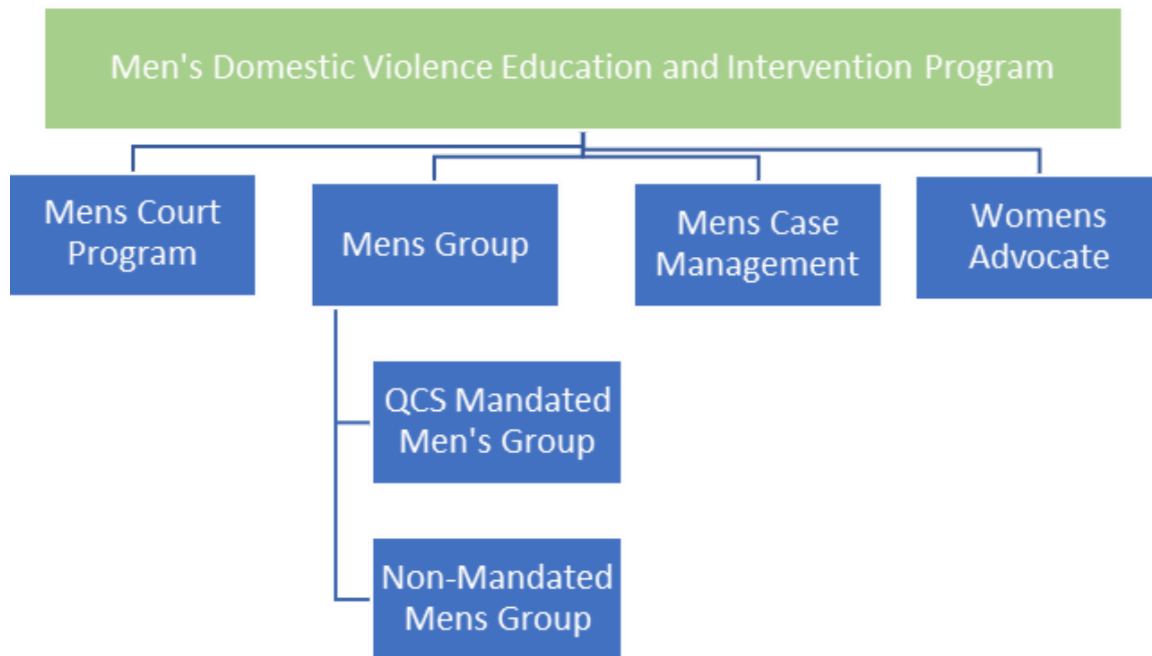 Men's Domestic Violence Education and Intervention Program
Mens Court
Program
Mens Group
Mens Case
Management
Womens
Advocate
QCS Mandated
Men's Group
Non-Mandated
Mens Group